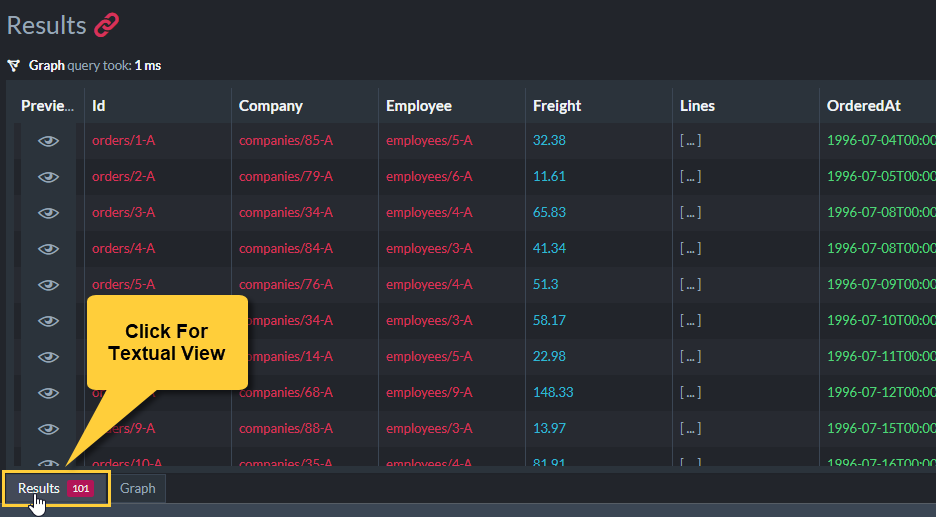 Results
Graph query took: 1 ms
Previe... Id Company Employee Freight Lines OrderedAt
orders/1-A companies/85-A employees/5-A 32.38 [ ... ] 1996-07-04T00:00
orders/2-A companies/79-A employees/6-A 11.61 [ ... ] 1996-07-05T00:00
orders/3-A companies/34-A employees/4-A 65.83 [ ... ] 1996-07-08T00:00
orders/4-A companies/84-A employees/3-A 41.34 [ ... ] 1996-07-08T00:00
orders/5-A companies/76-A employees/4-A 51.3 [ ... ] 1996-07-09T00:00
ompanies/34-A employees/3-A 58.17 [ ... ] 1996-07-10T00:00
ompanies/14-A employees/5-A 22.98 [ ... ] 1996-07-11T00:00
companies/68-A employees/9-A 148.33 [ ... ] 1996-07-12T00:00
ers/9-A companies/88-A employees/3-A 13.97 [ ... ] 1996-07-15T00:00
orders/10-A companies/35-A employees/4-A 81.91 [ ... ] 1996-07-16T00:00
Click For
Textual View
Results 101 Graph